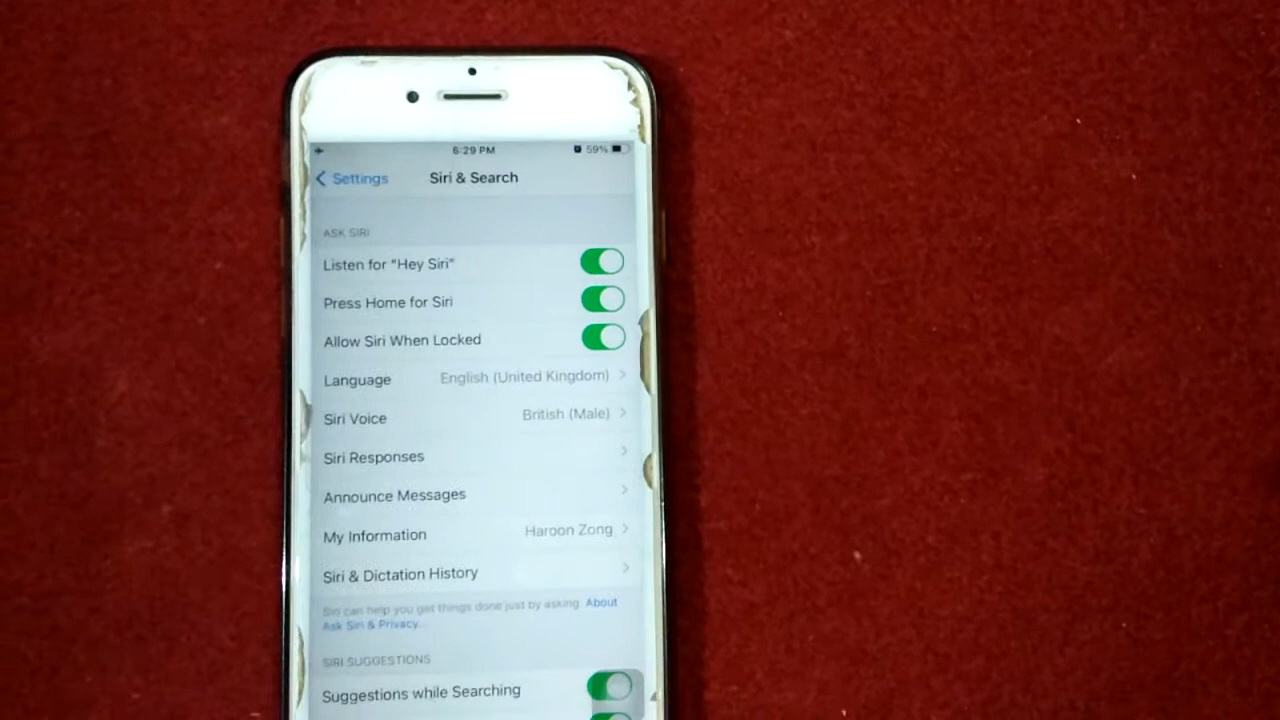 6:29 PM
59%
Settings
Siri & Search
ASK SIRI
Listen for "Hey Siri"
Press Home for Siri
Allow Siri When Locked
Language English (United Kingdom)
Siri Voice British (Male)
Siri Responses
Announce Messages
My Information Haroon Zong
Siri & Dictation History
Siri can help you get things done just by asking. About
Ask Siri & Privacy...
SIRI SUGGESTIONS
Suggestions while Searching